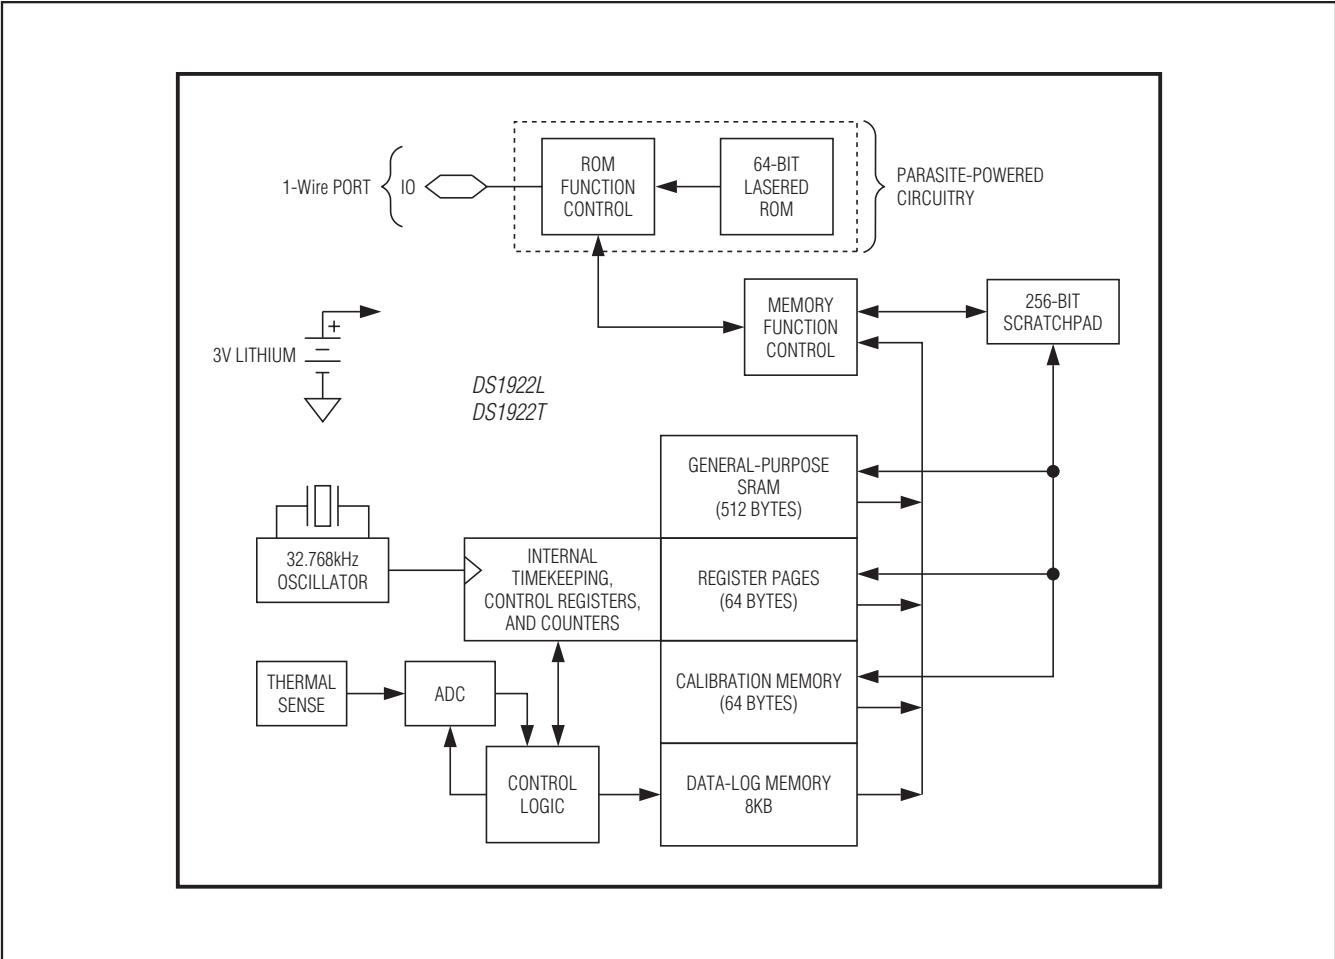 1-Wire PORT
IO
ROM
FUNCTION
CONTROL
64-BIT
LASERED
ROM
PARASITE-POWERED
CIRCUITRY
MEMORY
FUNCTION
CONTROL
256-BIT
SCRATCHPAD
+
3V LITHIUM
DS1922L
DS1922T
GENERAL-PURPOSE
SRAM
(512 BYTES)
32.768kHz
OSCILLATOR
INTERNAL
TIMEKEEPING,
CONTROL REGISTERS,
AND COUNTERS
REGISTER PAGES
(64 BYTES)
THERMAL
SENSE
ADC
CALIBRATION MEMORY
(64 BYTES)
CONTROL
LOGIC
DATA-LOG MEMORY
8KB